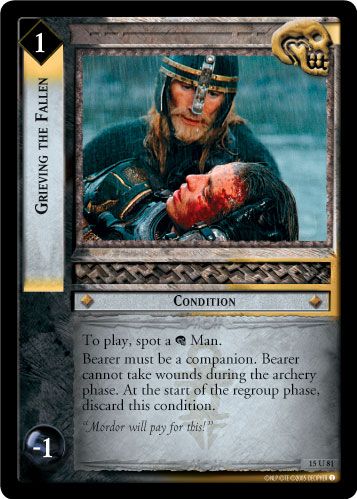 1
GRIEVING THE FALLEN
CONDITION
To play, spot a Man.
Bearer must be a companion. Bearer
cannot take wounds during the archery
phase. At the start of the regroup phase,
discard this condition.
“Mordor will pay for this!”
-1
15 U 81